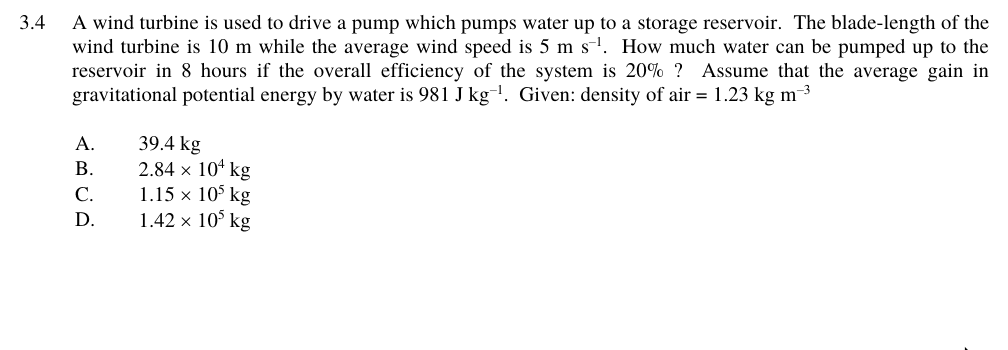 3.4 A wind turbine is used to drive a pump which pumps water up to a storage reservoir. The blade-length of the
wind turbine is 10 m while the average wind speed is 5 m s⁻¹. How much water can be pumped up to the
reservoir in 8 hours if the overall efficiency of the system is 20% ? Assume that the average gain in
gravitational potential energy by water is 981 J kg⁻¹. Given: density of air = 1.23 kg m⁻³
A. 39.4 kg
B. 2.84 × 10⁴ kg
C. 1.15 × 10⁵ kg
D. 1.42 × 10⁵ kg